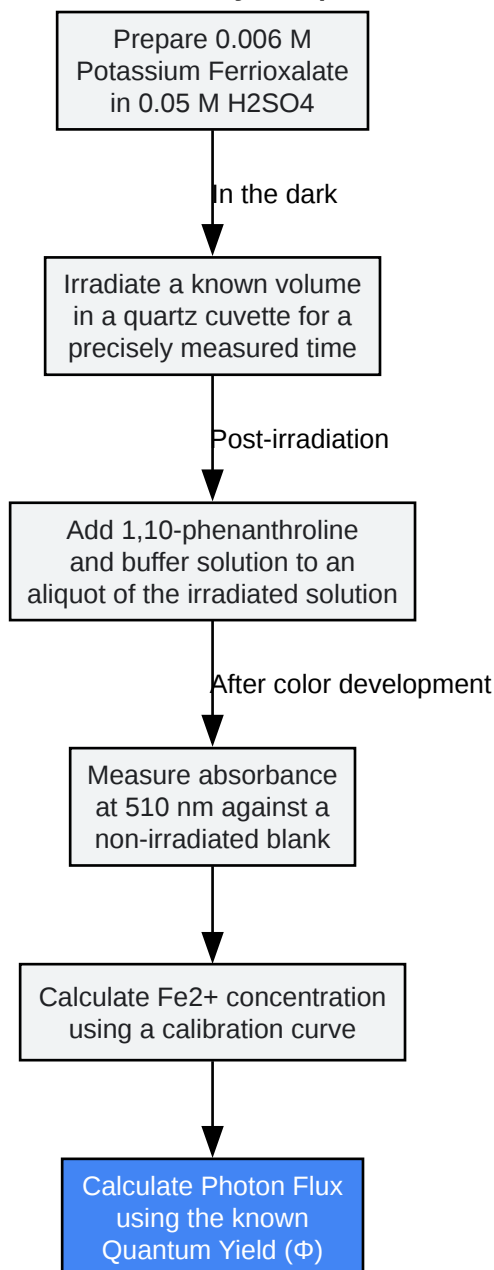 Prepare 0.006 M
Potassium Ferrioxalate
in 0.05 M H2SO4
In the dark
Irradiate a known volume
in a quartz cuvette for a
precisely measured time
Post-irradiation
Add 1,10-phenanthroline
and buffer solution to an
aliquot of the irradiated solution
After color development
Measure absorbance
at 510 nm against a
non-irradiated blank
Calculate Fe2+ concentration
using a calibration curve
Calculate Photon Flux
using the known
Quantum Yield (Φ)